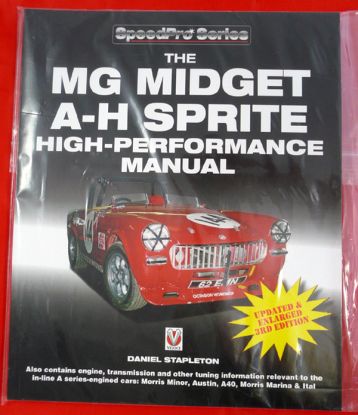 SpeedPro Series
THE
MG MIDGET
A-H SPRITE
HIGH-PERFORMANCE
MANUAL
14
UPDATED &
ENLARGED
3RD EDITION!
VELOCE
DANIEL STAPLETON
Also contains engine, transmission and other tuning information relevant to the
in-line A series-engined cars: Morris Minor, Austin, A40, Morris Marina & Ital